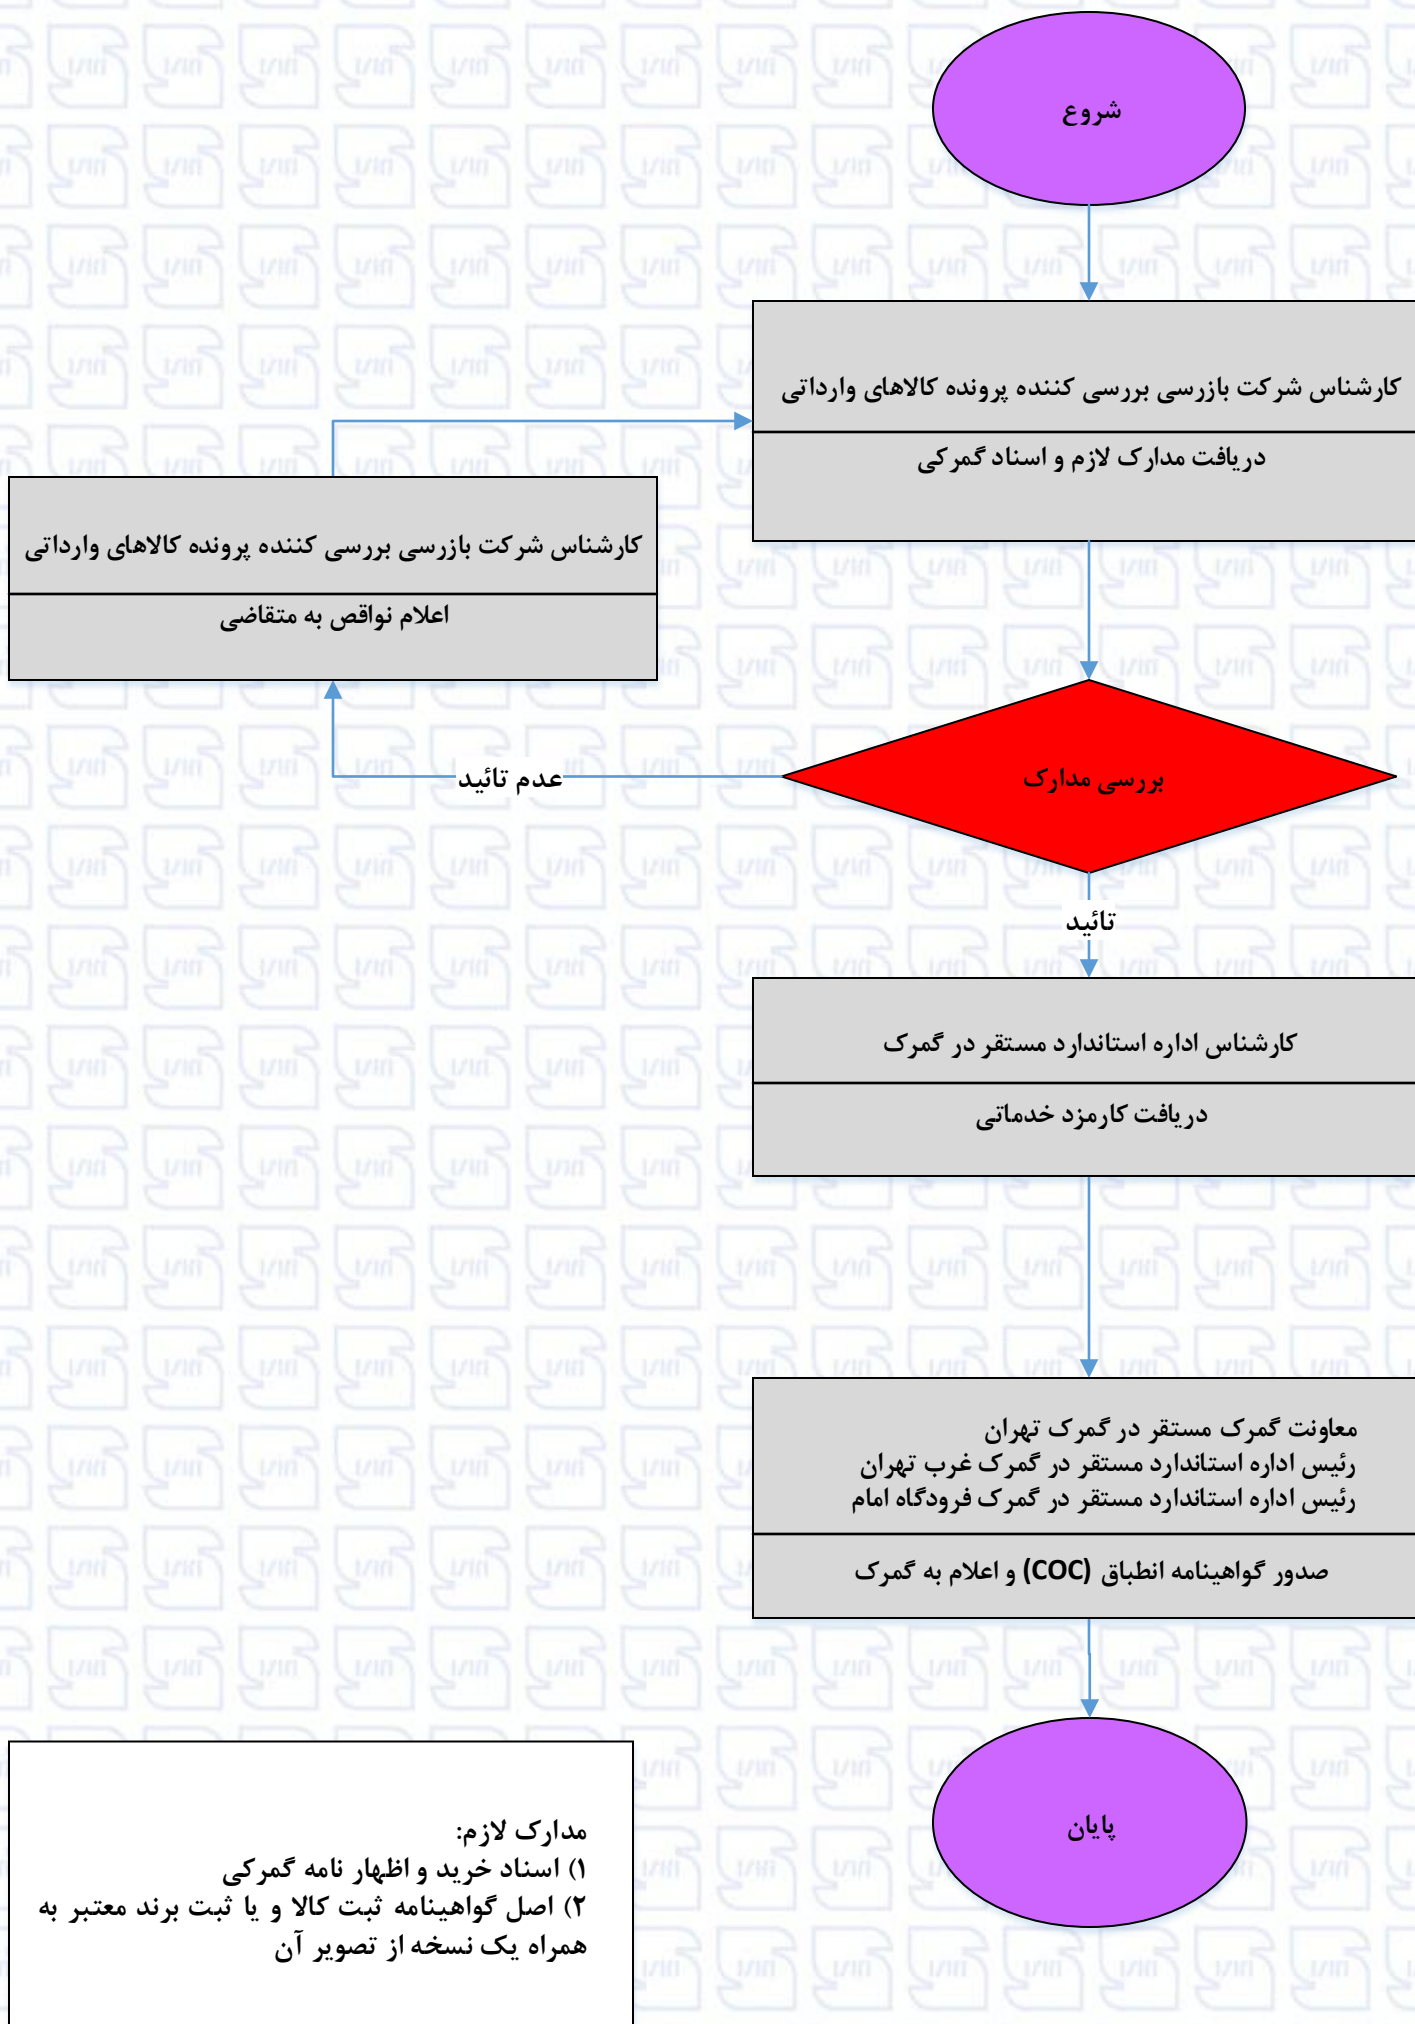 شروع
کارشناس شرکت بازرسی بررسی کننده پرونده کالاهای وارداتی
دریافت مدارک لازم و اسناد گمرکی
کارشناس شرکت بازرسی بررسی کننده پرونده کالاهای وارداتی
اعلام نواقص به متقاضی
بررسی مدارک
عدم تائید
تائید
کارشناس اداره استاندارد مستقر در گمرک
دریافت کارمزد خدماتی
معاونت گمرک مستقر در گمرک تهران
رئیس اداره استاندارد مستقر در گمرک غرب تهران
رئیس اداره استاندارد مستقر در گمرک فرودگاه امام
صدور گواهینامه انطباق (COC) و اعلام به گمرک
پایان
مدارک لازم:
۱) اسناد خرید و اظهار نامه گمرکی
۲) اصل گواهینامه ثبت کالا و یا ثبت برند معتبر به
همراه یک نسخه از تصویر آن